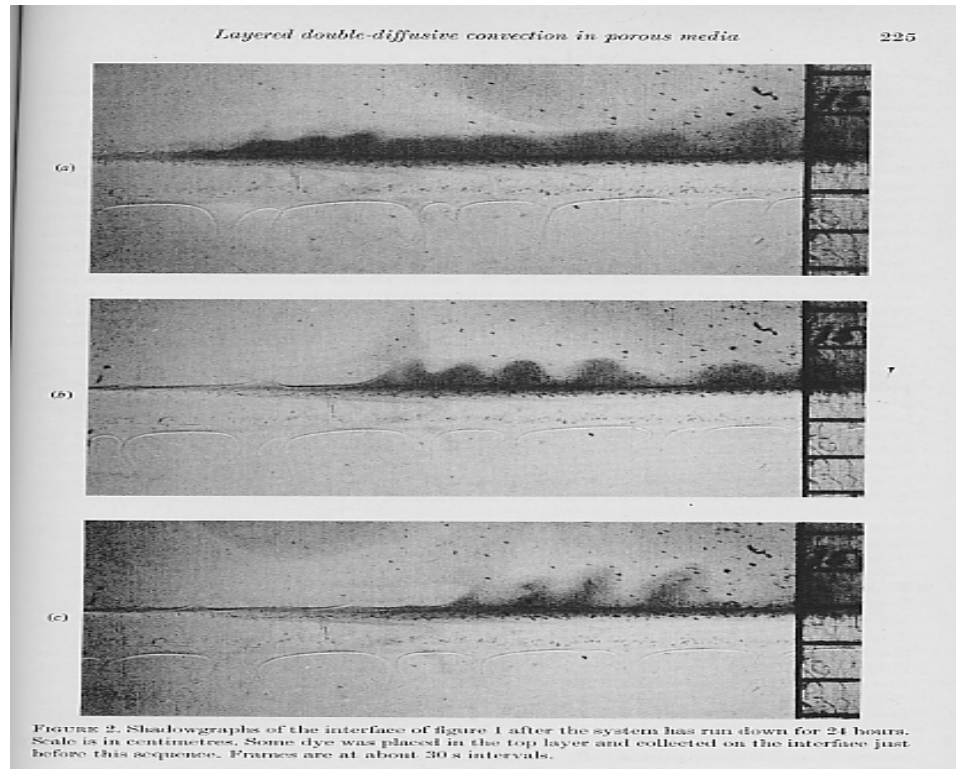 Layered double-diffusive convection in porous media 225
(a)
(b)
(c)
FIGURE 2. Shadowgraphs of the interface of figure 1 after the system has run down for 24 hours.
Scale is in centimetres. Some dye was placed in the top layer and collected on the interface just
before this sequence. Frames are at about 30 s intervals.